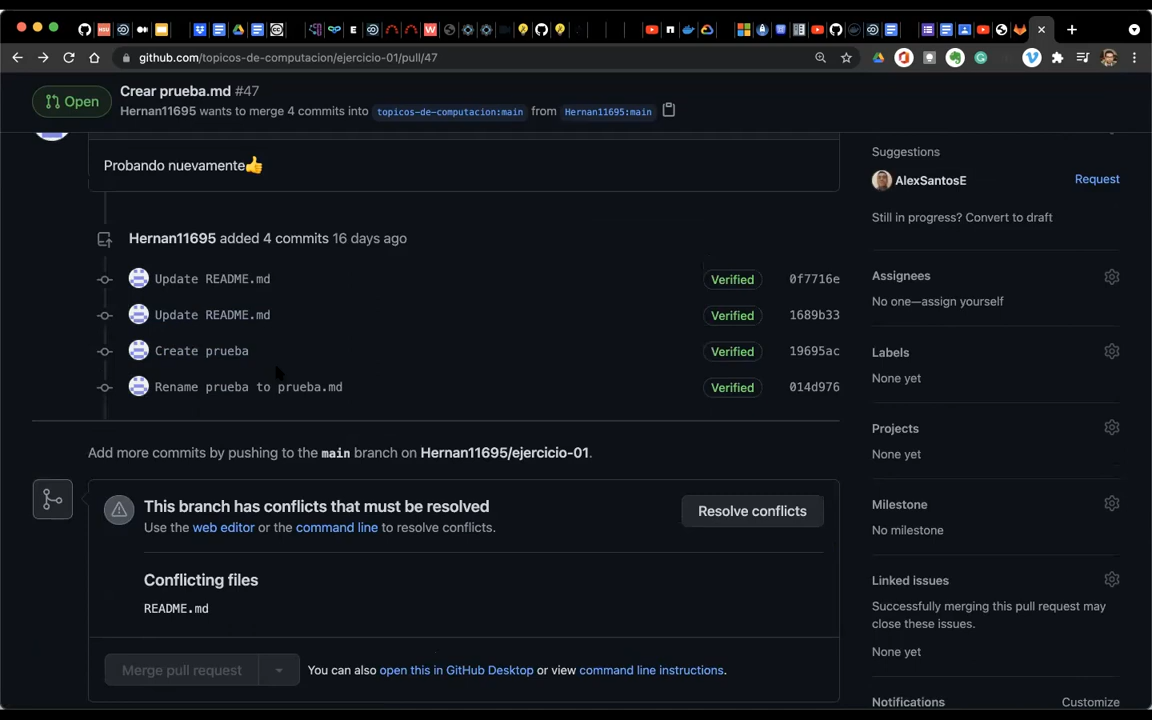 github.com/topicos-de-computacion/ejercicio-01/pull/47
Open
Crear prueba.md #47
Hernan11695 wants to merge 4 commits into topicos-de-computacion:main from Hernan11695:main
Probando nuevamente👍
Hernan11695 added 4 commits 16 days ago
Update README.md Verified 0f7716e
Update README.md Verified 1689b33
Create prueba Verified 19695ac
Rename prueba to prueba.md Verified 014d976
Add more commits by pushing to the main branch on Hernan11695/ejercicio-01.
This branch has conflicts that must be resolved
Use the web editor or the command line to resolve conflicts.
Resolve conflicts
Conflicting files
README.md
Merge pull request
You can also open this in GitHub Desktop or view command line instructions.
Suggestions
AlexSantosE Request
Still in progress? Convert to draft
Assignees
No one—assign yourself
Labels
None yet
Projects
None yet
Milestone
No milestone
Linked issues
Successfully merging this pull request may
close these issues.
None yet
Notifications Customize